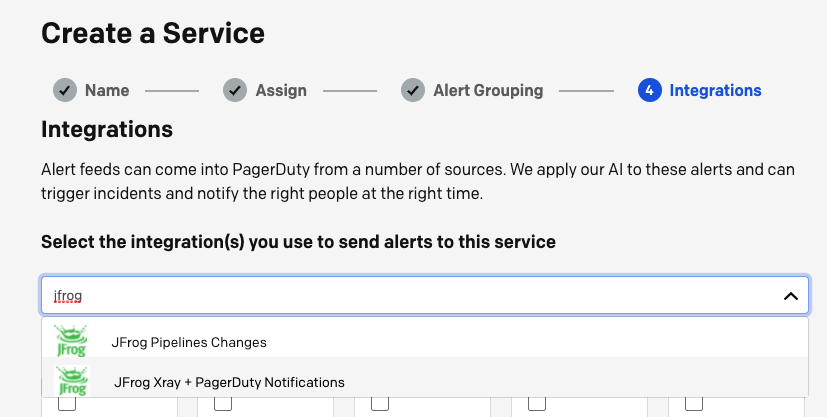 Create a Service
Name
Assign
Alert Grouping
4 Integrations
Integrations
Alert feeds can come into PagerDuty from a number of sources. We apply our AI to these alerts and can
trigger incidents and notify the right people at the right time.
Select the integration(s) you use to send alerts to this service
jfrog
JFrog
JFrog Pipelines Changes
JFrog
JFrog Xray + PagerDuty Notifications